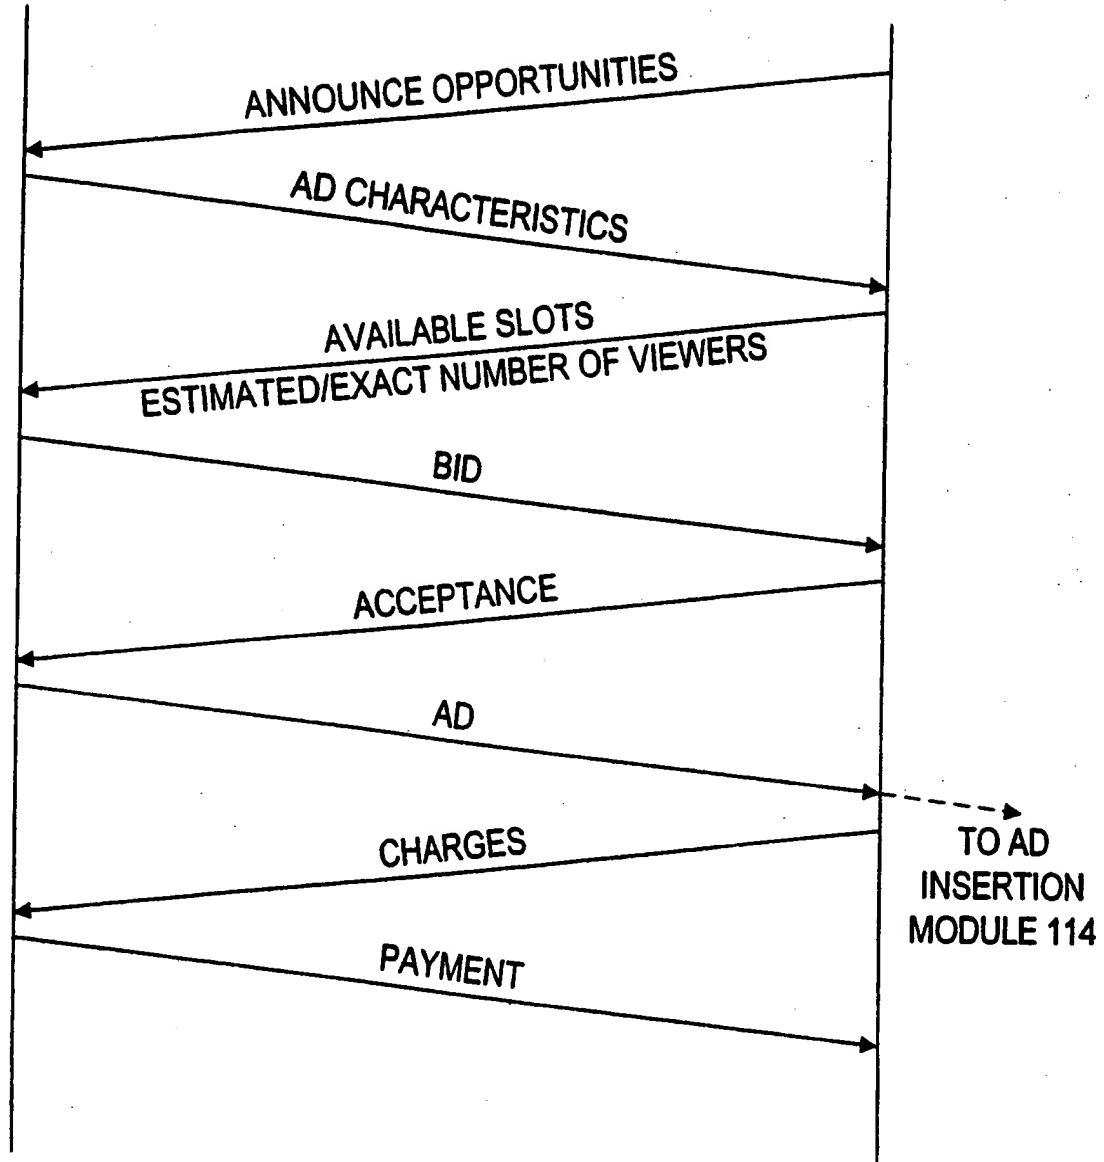 ANNOUNCE OPPORTUNITIES
AD CHARACTERISTICS
AVAILABLE SLOTS
ESTIMATED/EXACT NUMBER OF VIEWERS
BID
ACCEPTANCE
AD
TO AD
INSERTION
MODULE 114
CHARGES
PAYMENT